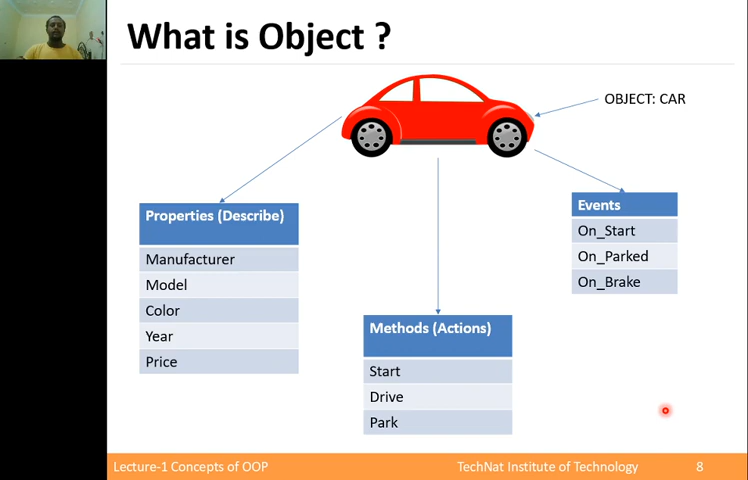 What is Object ?
OBJECT: CAR
Properties (Describe)
Manufacturer
Model
Color
Year
Price
Methods (Actions)
Start
Drive
Park
Events
On_Start
On_Parked
On_Brake
Lecture-1 Concepts of OOP
TechNat Institute of Technology
8